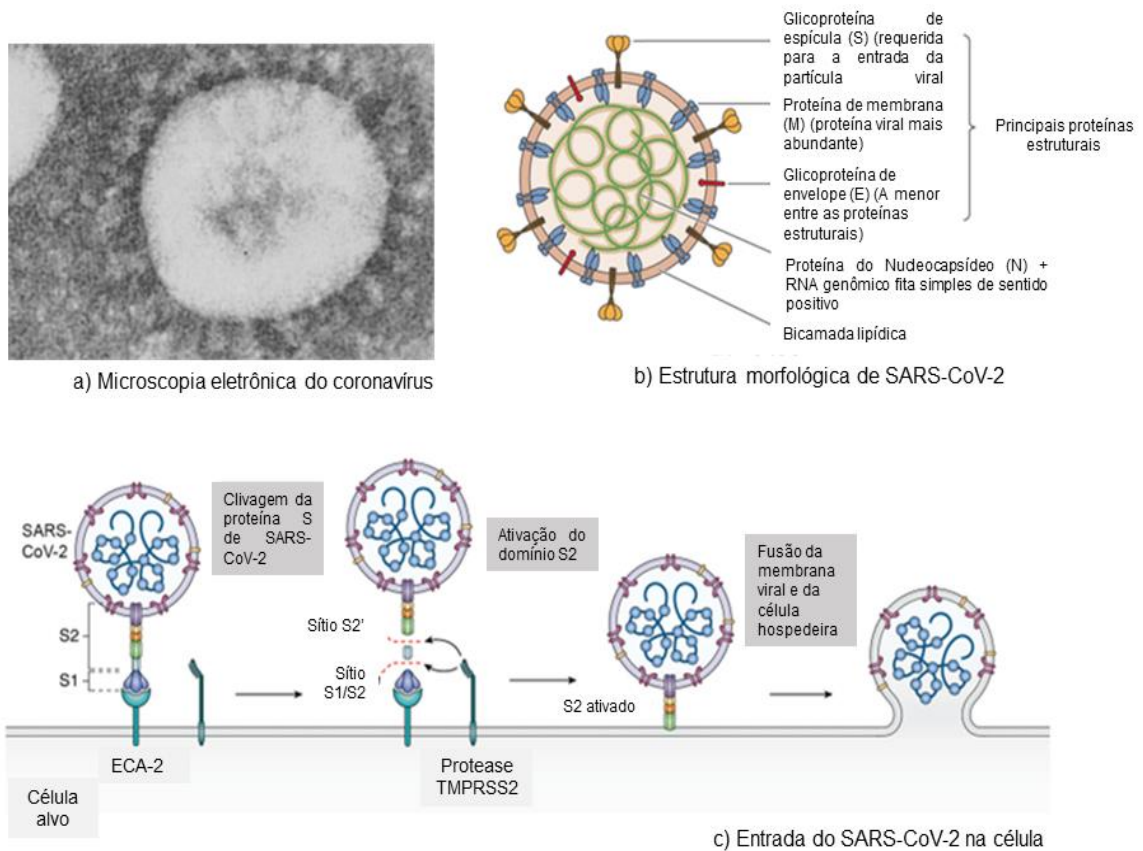 Glicoproteína de
espícula (S) (requerida
para a entrada da
partícula viral
Proteína de membrana
(M) (proteína viral mais
abundante)
Glicoproteína de
envelope (E) (A menor
entre as proteínas
estruturais)
Principais proteínas
estruturais
Proteína do Nucleocapsídeo (N) +
RNA genômico fita simples de sentido
positivo
Bicamada lipídica
a) Microscopia eletrônica do coronavírus
b) Estrutura morfológica de SARS-CoV-2
SARS-
CoV-2
S2
S1
Clivagem da
proteína S
de SARS-
CoV-2
Sítio S2'
Sítio
S1/S2
Ativação do
domínio S2
S2 ativado
Fusão da
membrana
viral e da
célula
hospedeira
ECA-2
Protease
TMPRSS2
Célula
alvo
c) Entrada do SARS-CoV-2 na célula